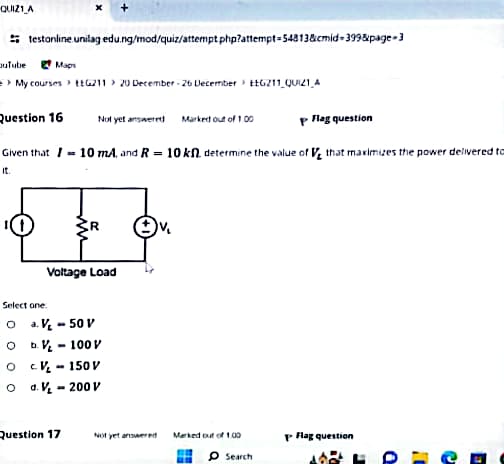 QUIZ1_A × +
testonline.unilag.edu.ng/mod/quiz/attempt.php?attempt=54813&cmid=399&page=3
ouTube Maps
> My courses > EEG211 > 20 December - 26 December > EEG211_QUIZ1_A
Question 16 Not yet answered Marked out of 1.00 Flag question
Given that I = 10 mA, and R = 10 kΩ, determine the value of V_L that maximizes the power delivered to
it.
I R + − V_L
Voltage Load
Select one:
a. V_L = 50 V
b. V_L = 100 V
c. V_L = 150 V
d. V_L = 200 V
Question 17 Not yet answered Marked out of 1.00 Flag question
Search